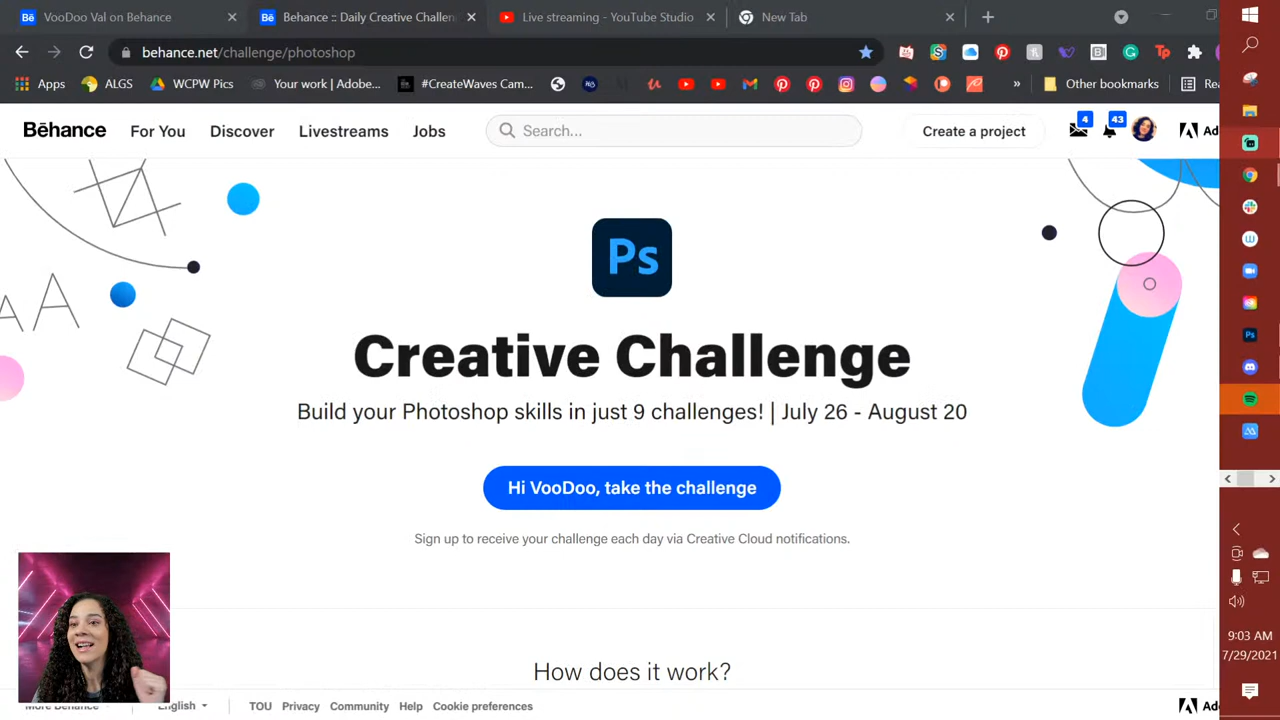 VooDoo Val on Behance
Behance :: Daily Creative Challen
Live streaming - YouTube Studio
New Tab
behance.net/challenge/photoshop
Apps
ALGS
WCPW Pics
Your work | Adobe...
#CreateWaves Cam...
Other bookmarks
Bēhance
For You
Discover
Livestreams
Jobs
Search...
Create a project
4
43
Ps
Creative Challenge
Build your Photoshop skills in just 9 challenges! | July 26 - August 20
Hi VooDoo, take the challenge
Sign up to receive your challenge each day via Creative Cloud notifications.
How does it work?
More Behance
English
TOU
Privacy
Community
Help
Cookie preferences
9:03 AM
7/29/2021